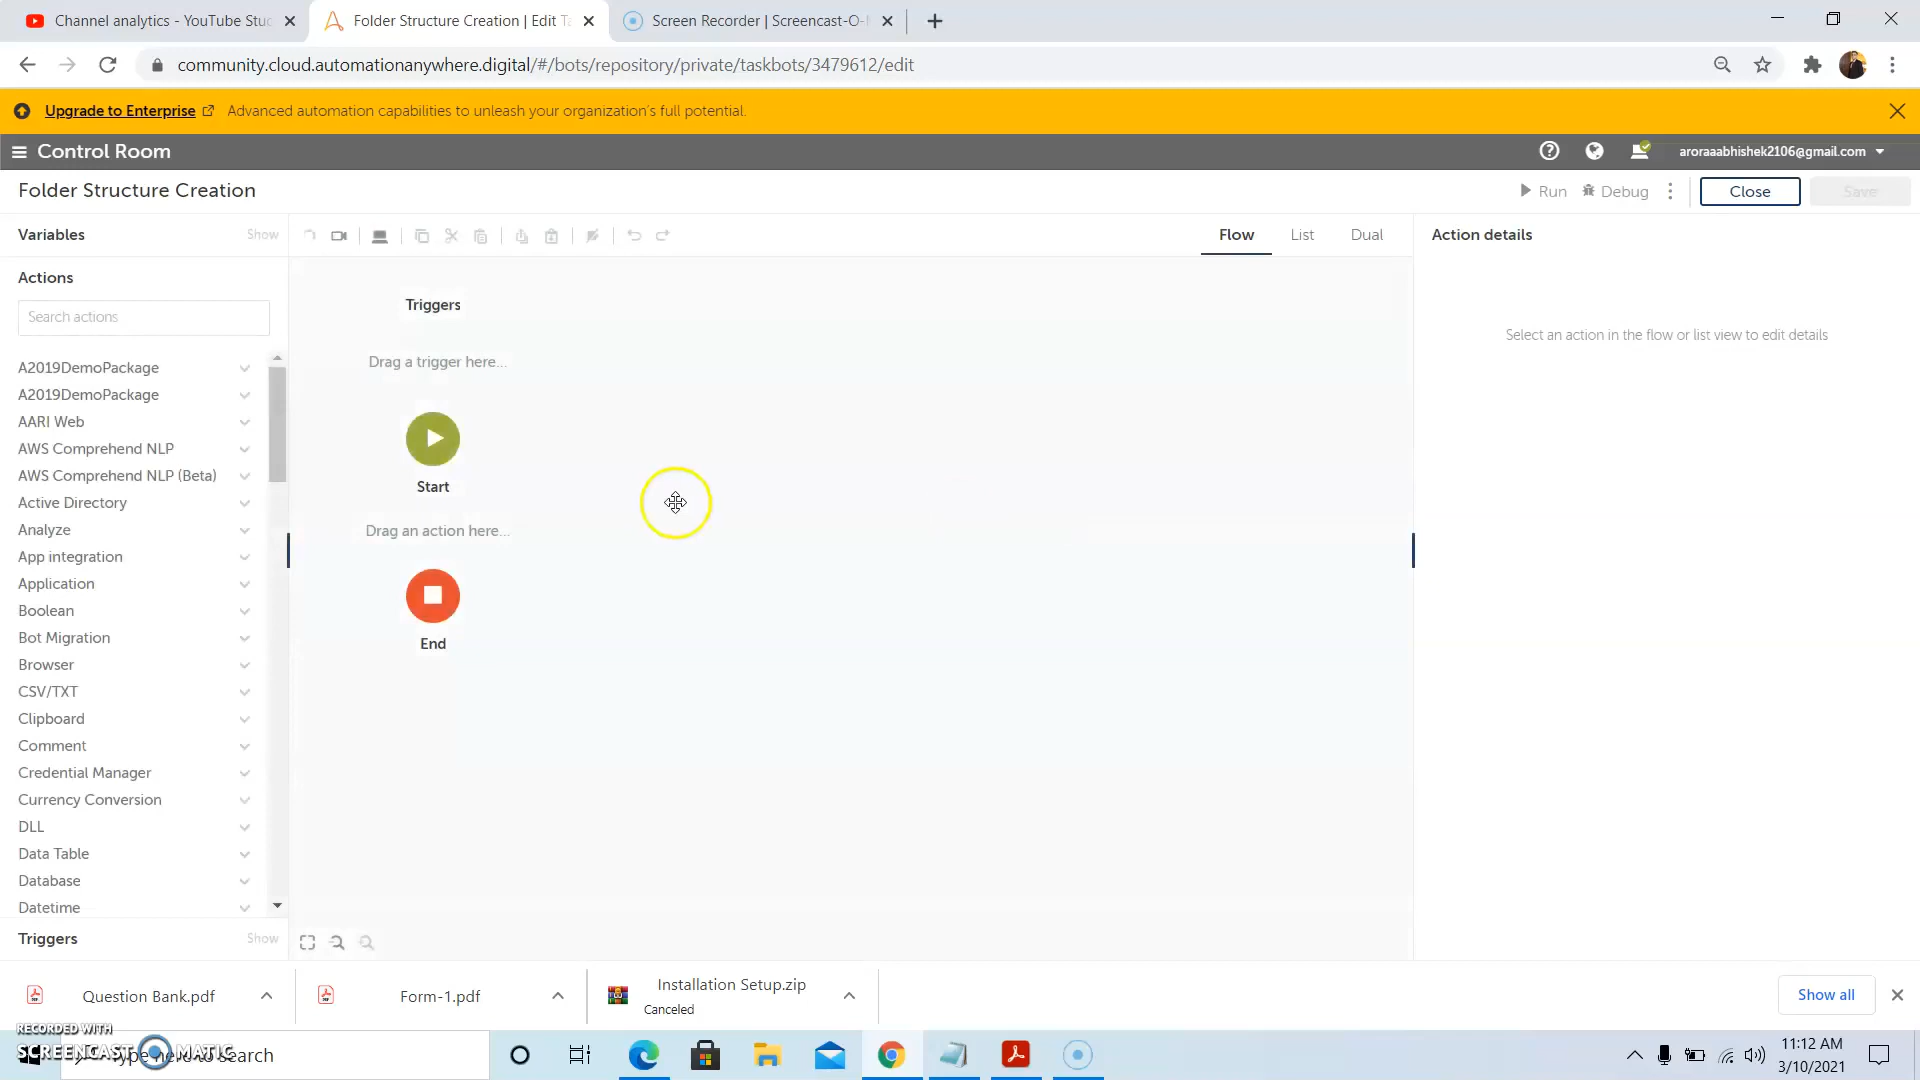 Channel analytics - YouTube Stu
Folder Structure Creation | Edit T
Screen Recorder | Screencast-O-
community.cloud.automationanywhere.digital/#/bots/repository/private/taskbots/3479612/edit
Upgrade to Enterprise
Advanced automation capabilities to unleash your organization's full potential.
Control Room
aroraaabhishek2106@gmail.com
Folder Structure Creation
Run
Debug
Close
Save
Variables
Show
Flow
List
Dual
Action details
Actions
Search actions
A2019DemoPackage
A2019DemoPackage
AARI Web
AWS Comprehend NLP
AWS Comprehend NLP (Beta)
Active Directory
Analyze
App integration
Application
Boolean
Bot Migration
Browser
CSV/TXT
Clipboard
Comment
Credential Manager
Currency Conversion
DLL
Data Table
Database
Datetime
Triggers
Show
Triggers
Drag a trigger here...
Start
Drag an action here...
End
Select an action in the flow or list view to edit details
Question Bank.pdf
Form-1.pdf
Installation Setup.zip
Canceled
Show all
RECORDED WITH
SCREENCAST MATIC
Type here to search
11:12 AM
3/10/2021